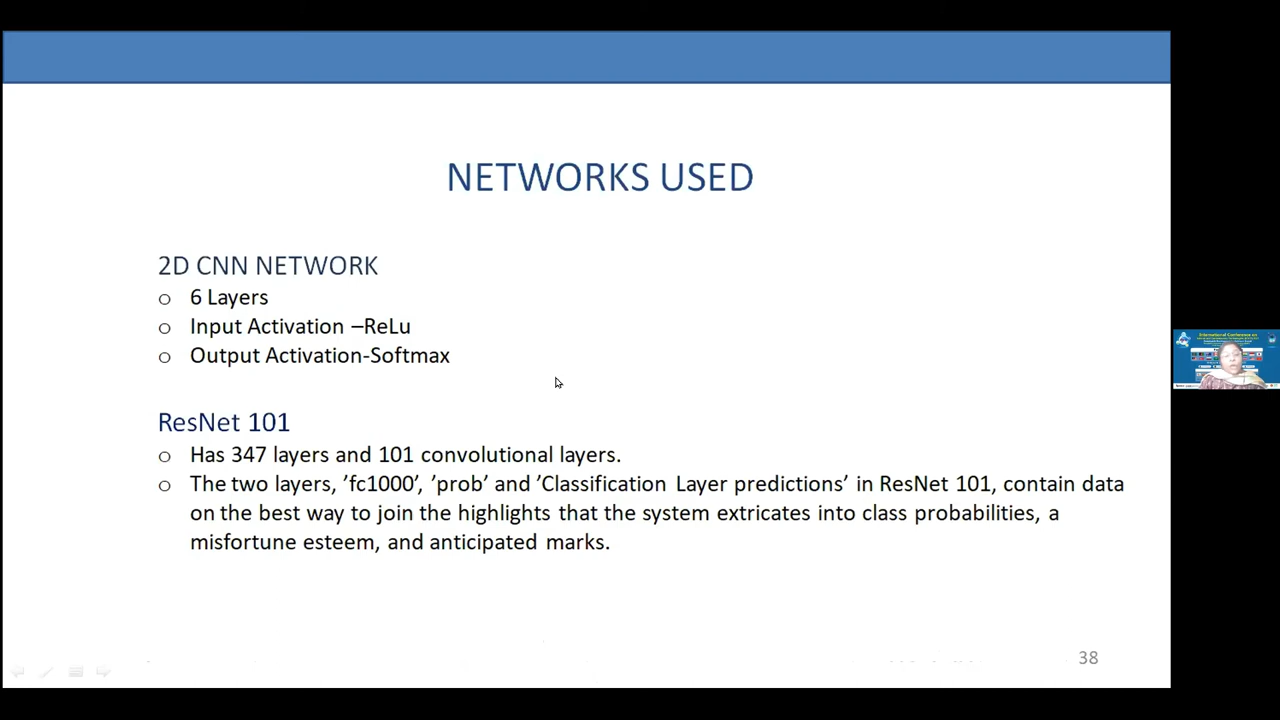 NETWORKS USED
2D CNN NETWORK
o 6 Layers
o Input Activation –ReLu
o Output Activation-Softmax
ResNet 101
o Has 347 layers and 101 convolutional layers.
o The two layers, ’fc1000’, ’prob’ and ’Classification Layer predictions’ in ResNet 101, contain data
on the best way to join the highlights that the system extricates into class probabilities, a
misfortune esteem, and anticipated marks.
International Conference on
38